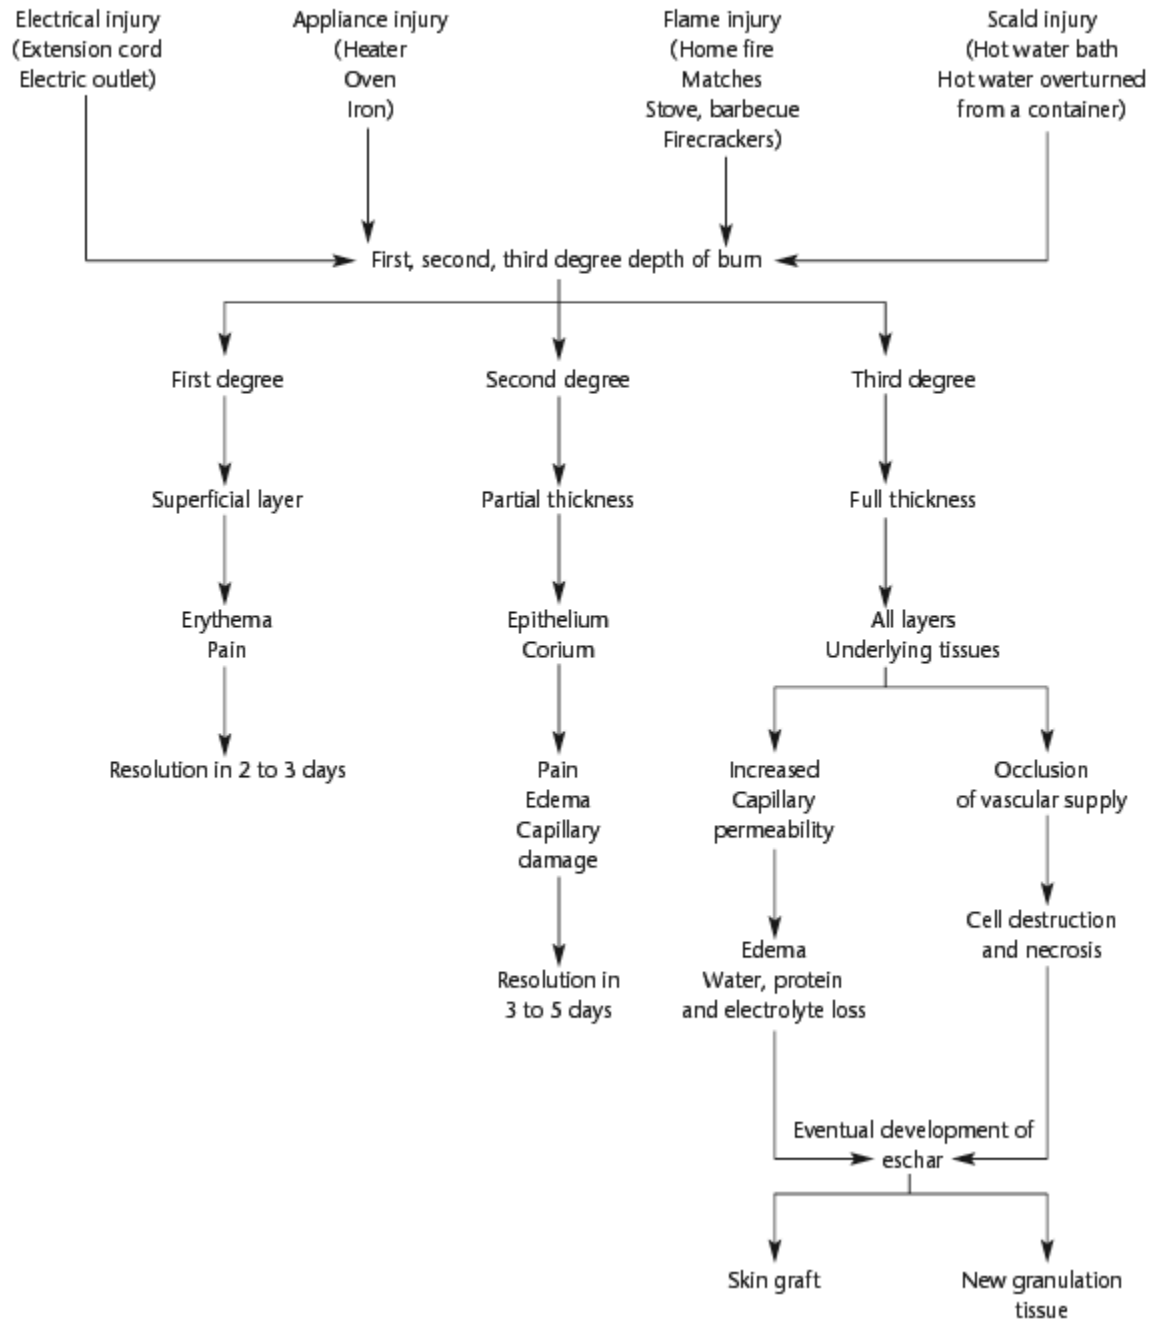 Electrical injury
(Extension cord
Electric outlet)
Appliance injury
(Heater
Oven
Iron)
Flame injury
(Home fire
Matches
Stove, barbecue
Firecrackers)
Scald injury
(Hot water bath
Hot water overturned
from a container)
First, second, third degree depth of burn
First degree
Second degree
Third degree
Superficial layer
Partial thickness
Full thickness
Erythema
Pain
Epithelium
Corium
All layers
Underlying tissues
Resolution in 2 to 3 days
Pain
Edema
Capillary
damage
Increased
Capillary
permeability
Occlusion
of vascular supply
Cell destruction
and necrosis
Edema
Water, protein
and electrolyte loss
Resolution in
3 to 5 days
Eventual development of
eschar
Skin graft
New granulation
tissue